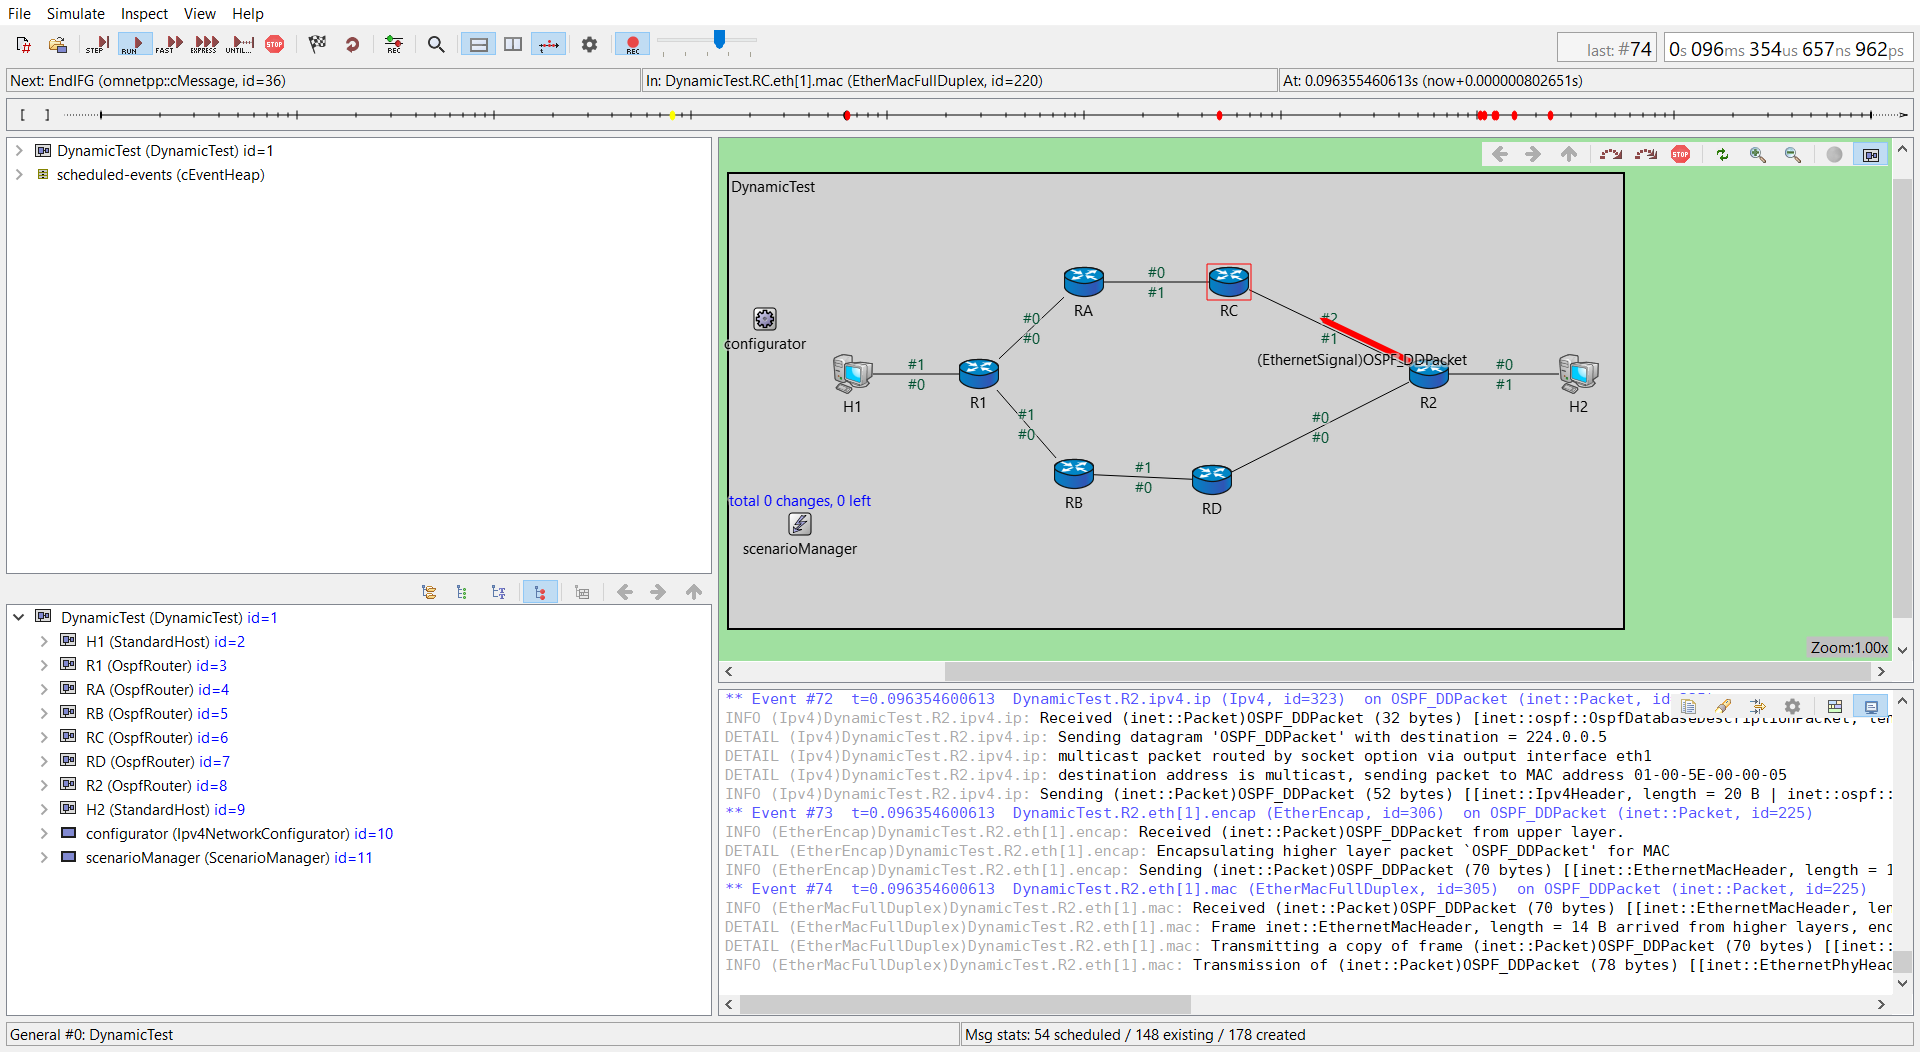 File Simulate Inspect View Help
STEP RUN FAST EXPRESS UNTIL... STOP REC REC
last: #74 0s 096ms 354us 657ns 962ps
Next: EndIFG (omnetpp::cMessage, id=36) In: DynamicTest.RC.eth[1].mac (EtherMacFullDuplex, id=220) At: 0.096355460613s (now+0.000000802651s)
[ ]
DynamicTest (DynamicTest) id=1
scheduled-events (cEventHeap)
DynamicTest (DynamicTest) id=1
H1 (StandardHost) id=2
R1 (OspfRouter) id=3
RA (OspfRouter) id=4
RB (OspfRouter) id=5
RC (OspfRouter) id=6
RD (OspfRouter) id=7
R2 (OspfRouter) id=8
H2 (StandardHost) id=9
configurator (Ipv4NetworkConfigurator) id=10
scenarioManager (ScenarioManager) id=11
STOP
DynamicTest
#0
#1
RA
RC
#0
#0
#2
#1
configurator
(EthernetSignal)OSPF_DDPacket
#1
#0
#0
#1
H1
R1
R2
H2
#1
#0
#0
#0
#1
#0
RB
RD
total 0 changes, 0 left
scenarioManager
Zoom:1.00x
** Event #72 t=0.096354600613 DynamicTest.R2.ipv4.ip (Ipv4, id=323) on OSPF_DDPacket (inet::Packet, id
INFO (Ipv4)DynamicTest.R2.ipv4.ip: Received (inet::Packet)OSPF_DDPacket (32 bytes) [inet::ospf::OspfDatabaseDescriptionPacket, len
DETAIL (Ipv4)DynamicTest.R2.ipv4.ip: Sending datagram 'OSPF_DDPacket' with destination = 224.0.0.5
DETAIL (Ipv4)DynamicTest.R2.ipv4.ip: multicast packet routed by socket option via output interface eth1
DETAIL (Ipv4)DynamicTest.R2.ipv4.ip: destination address is multicast, sending packet to MAC address 01-00-5E-00-00-05
INFO (Ipv4)DynamicTest.R2.ipv4.ip: Sending (inet::Packet)OSPF_DDPacket (52 bytes) [[inet::Ipv4Header, length = 20 B | inet::ospf::
** Event #73 t=0.096354600613 DynamicTest.R2.eth[1].encap (EtherEncap, id=306) on OSPF_DDPacket (inet::Packet, id=225)
INFO (EtherEncap)DynamicTest.R2.eth[1].encap: Received (inet::Packet)OSPF_DDPacket from upper layer.
DETAIL (EtherEncap)DynamicTest.R2.eth[1].encap: Encapsulating higher layer packet `OSPF_DDPacket' for MAC
INFO (EtherEncap)DynamicTest.R2.eth[1].encap: Sending (inet::Packet)OSPF_DDPacket (70 bytes) [[inet::EthernetMacHeader, length = 1
** Event #74 t=0.096354600613 DynamicTest.R2.eth[1].mac (EtherMacFullDuplex, id=305) on OSPF_DDPacket (inet::Packet, id=225)
INFO (EtherMacFullDuplex)DynamicTest.R2.eth[1].mac: Received (inet::Packet)OSPF_DDPacket (70 bytes) [[inet::EthernetMacHeader, len
DETAIL (EtherMacFullDuplex)DynamicTest.R2.eth[1].mac: Frame inet::EthernetMacHeader, length = 14 B arrived from higher layers, enc
DETAIL (EtherMacFullDuplex)DynamicTest.R2.eth[1].mac: Transmitting a copy of frame (inet::Packet)OSPF_DDPacket (70 bytes) [[inet::
INFO (EtherMacFullDuplex)DynamicTest.R2.eth[1].mac: Transmission of (inet::Packet)OSPF_DDPacket (78 bytes) [[inet::EthernetPhyHead
General #0: DynamicTest
Msg stats: 54 scheduled / 148 existing / 178 created